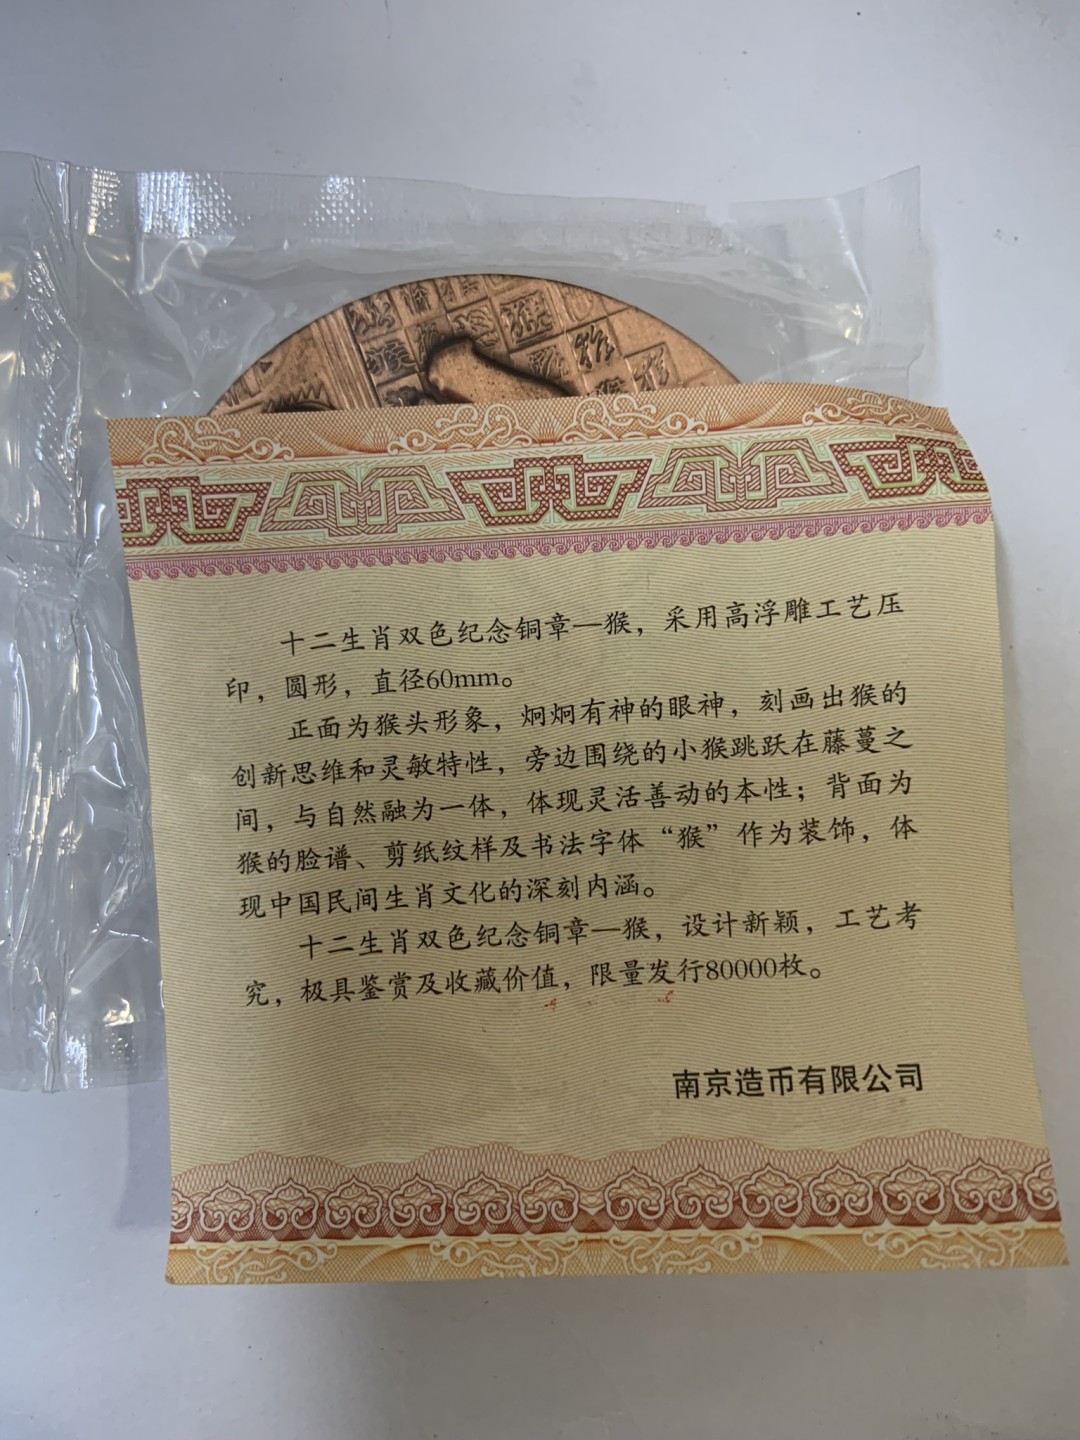 十二生肖双色纪念铜章—猴，采用高浮雕工艺压
印，圆形，直径60mm。
正面为猴头形象，炯炯有神的眼神，刻画出猴的
创新思维和灵敏特性，旁边围绕的小猴跳跃在藤蔓之
间，与自然融为一体，体现灵活善动的本性；背面为
猴的脸谱、剪纸纹样及书法字体“猴”作为装饰，体
现中国民间生肖文化的深刻内涵。
十二生肖双色纪念铜章—猴，设计新颖，工艺考
究，极具鉴赏及收藏价值，限量发行80000枚。
南京造币有限公司